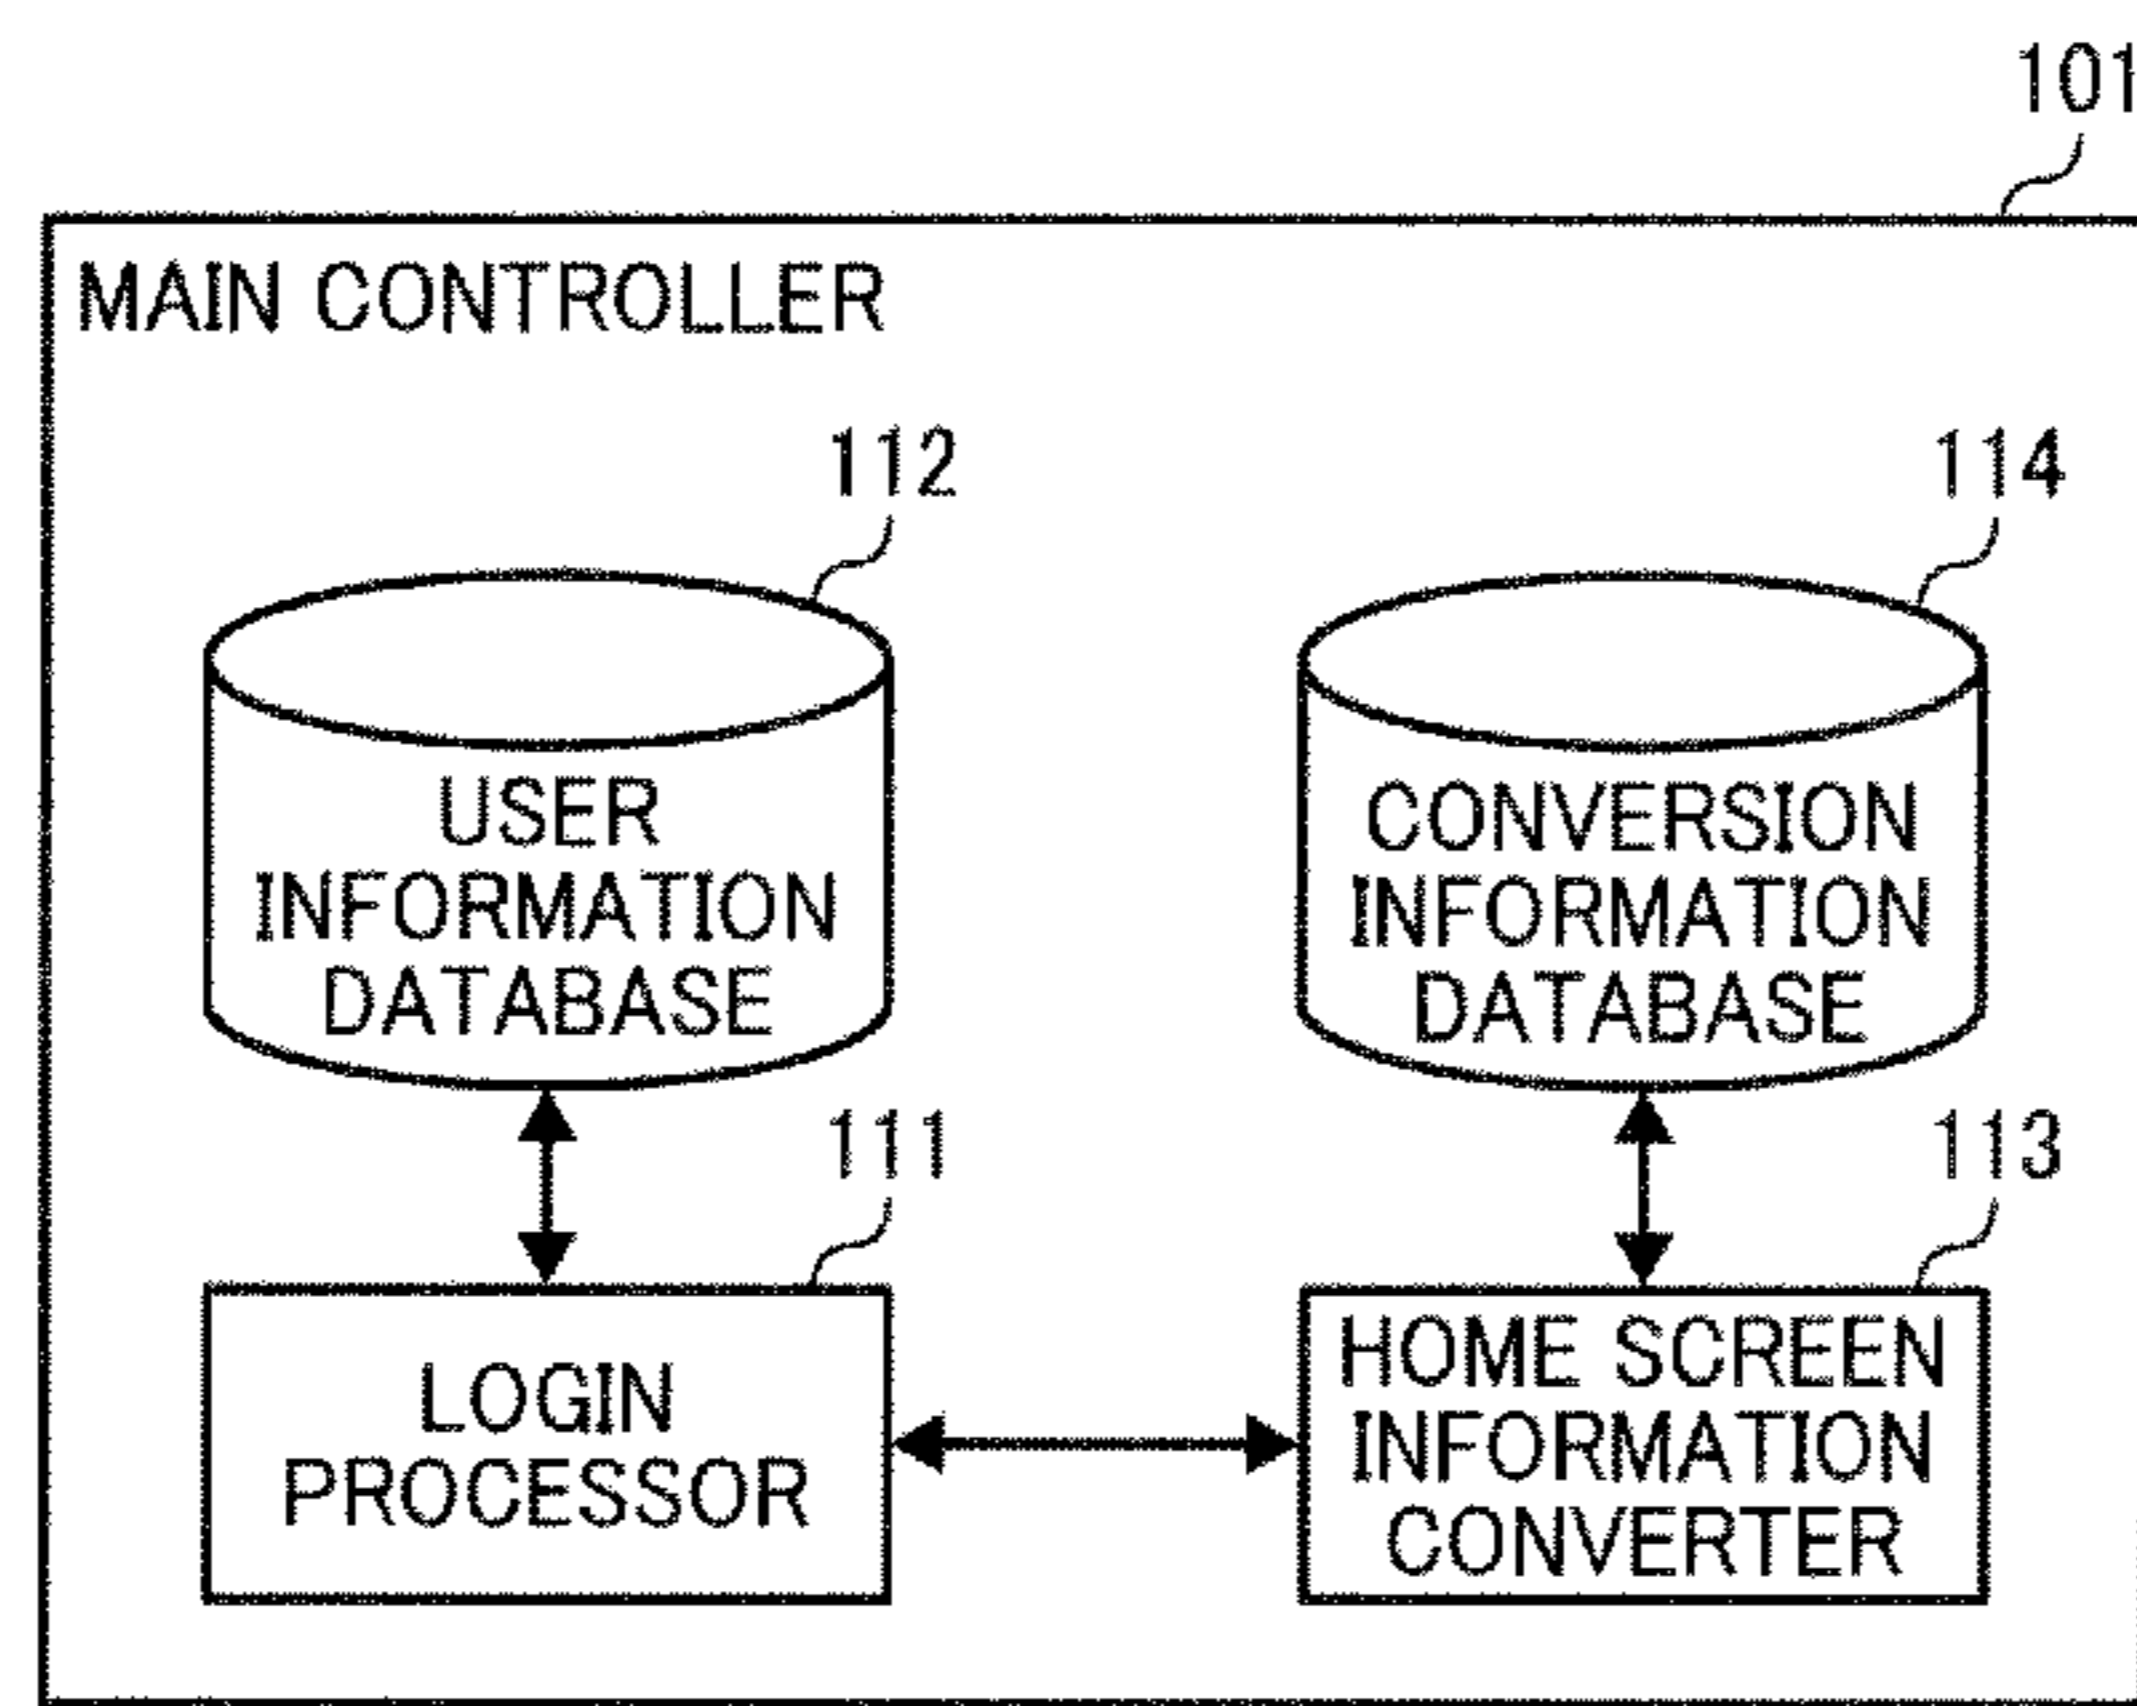 101
MAIN CONTROLLER
112
114
USER
INFORMATION
DATABASE
CONVERSION
INFORMATION
DATABASE
111
113
LOGIN
PROCESSOR
HOME SCREEN
INFORMATION
CONVERTER